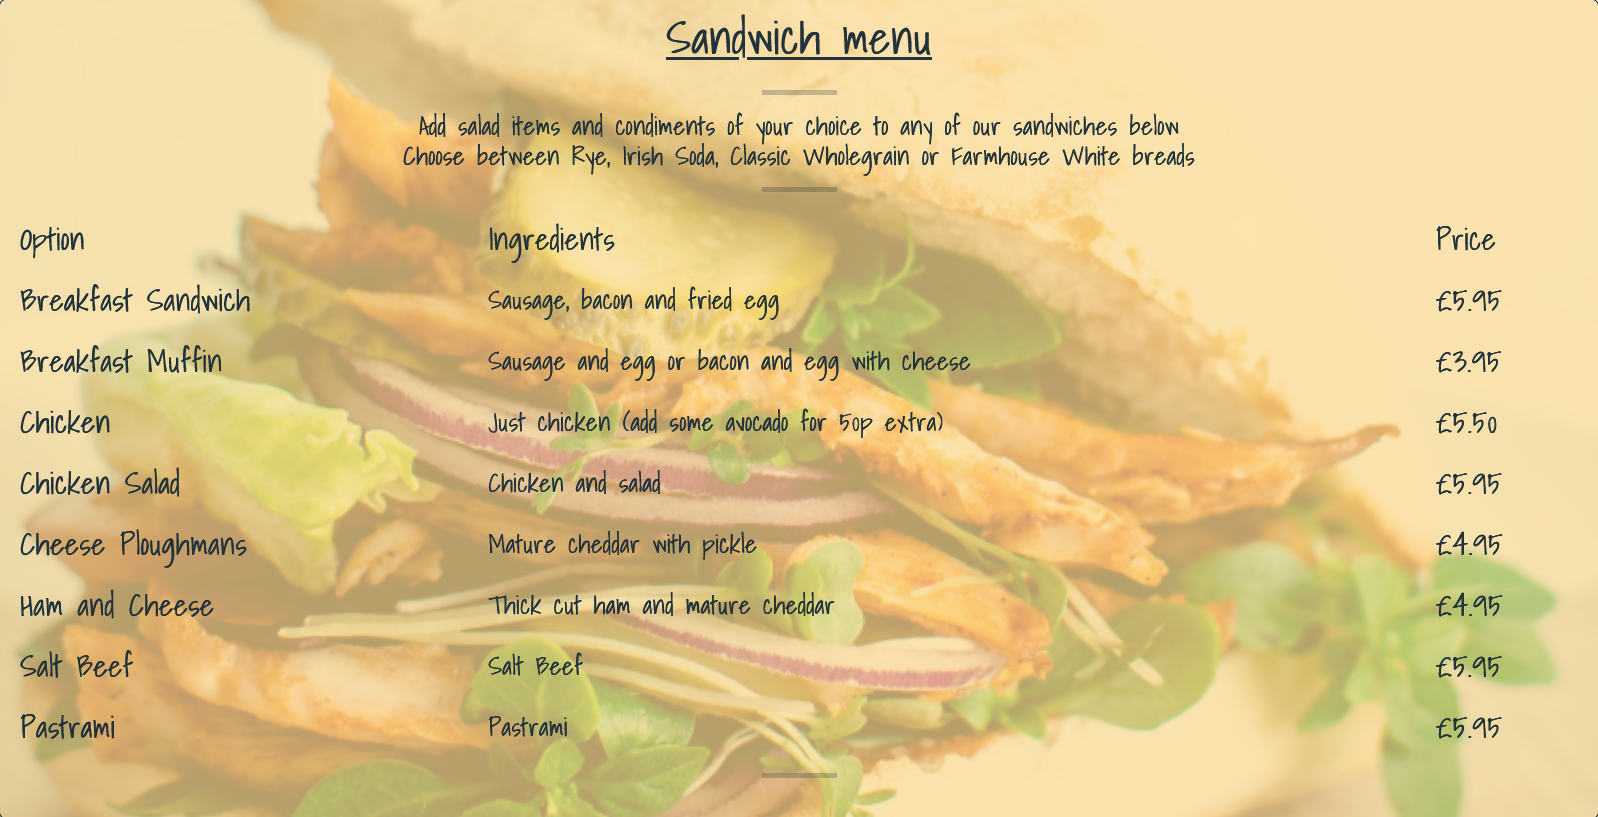 Sandwich menu
Add salad items and condiments of your choice to any of our sandwiches below
Choose between Rye, Irish Soda, Classic Wholegrain or Farmhouse White breads
Option Ingredients Price
Breakfast Sandwich Sausage, bacon and fried egg £5.95
Breakfast Muffin Sausage and egg or bacon and egg with cheese £3.95
Chicken Just chicken (add some avocado for 50p extra) £5.50
Chicken Salad Chicken and salad £5.95
Cheese Ploughmans Mature cheddar with pickle £4.95
Ham and Cheese Thick cut ham and mature cheddar £4.95
Salt Beef Salt Beef £5.95
Pastrami Pastrami £5.95